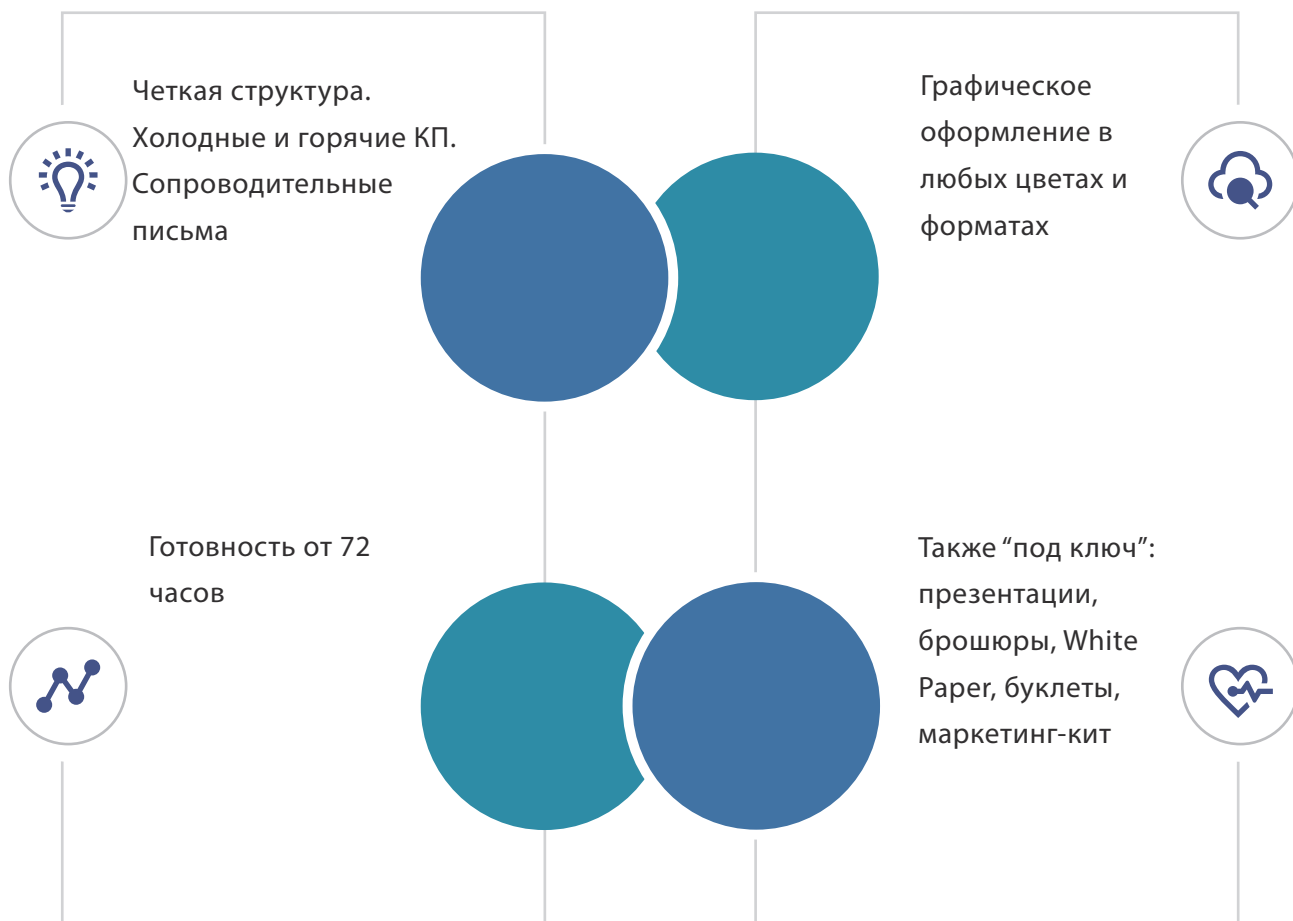 Четкая структура.
Холодные и горячие КП.
Сопроводительные
письма
Графическое
оформление в
любых цветах и
форматах
Готовность от 72
часов
Также “под ключ”:
презентации,
брошюры, White
Paper, буклеты,
маркетинг-кит